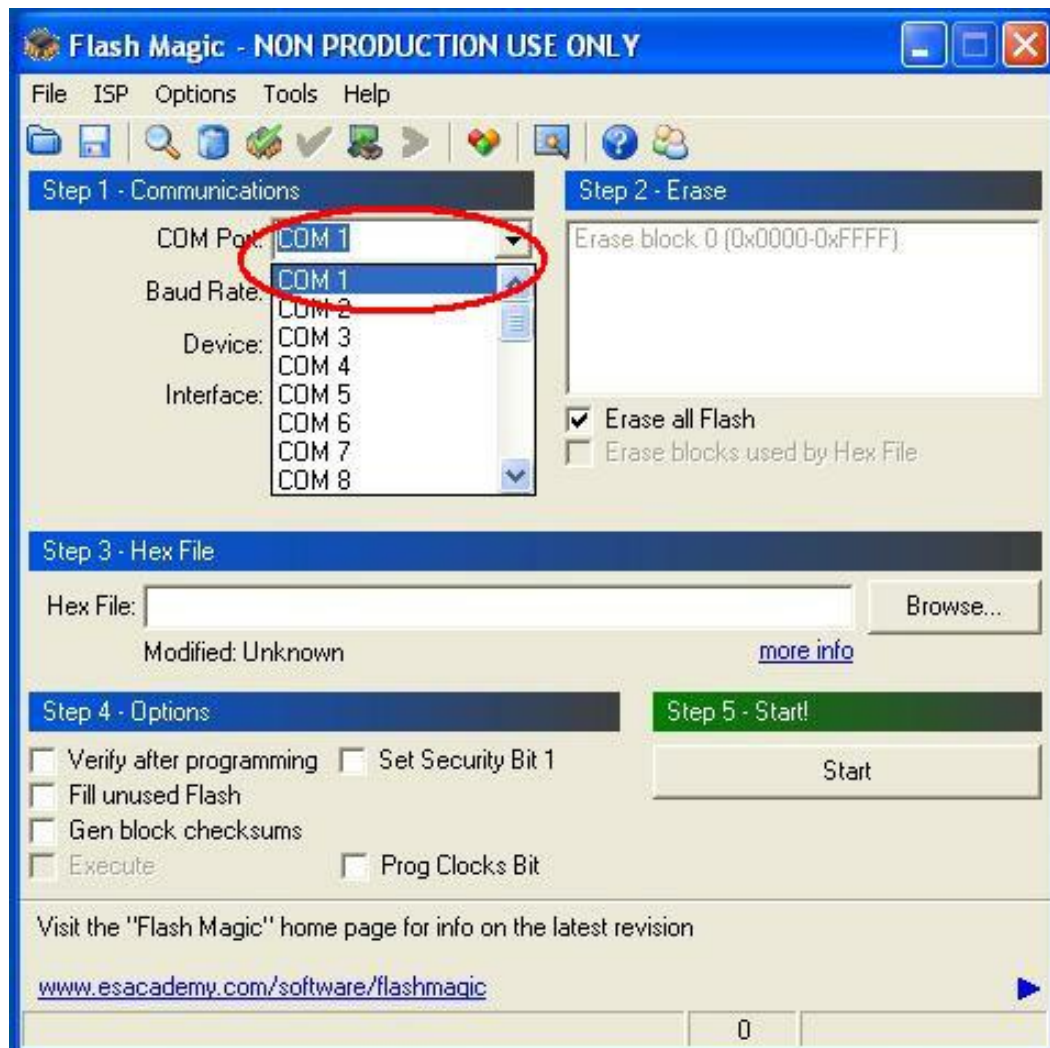 Flash Magic - NON PRODUCTION USE ONLY
File ISP Options Tools Help
Step 1 - Communications
COM Port: COM 1
COM 1
COM 2
COM 3
COM 4
COM 5
COM 6
COM 7
COM 8
Baud Rate:
Device:
Interface:
Step 2 - Erase
Erase block 0 (0x0000-0xFFFF)
Erase all Flash
Erase blocks used by Hex File
Step 3 - Hex File
Hex File:
Browse...
Modified: Unknown
more info
Step 4 - Options
Verify after programming
Set Security Bit 1
Fill unused Flash
Gen block checksums
Execute
Prog Clocks Bit
Step 5 - Start!
Start
Visit the "Flash Magic" home page for info on the latest revision
www.esacademy.com/software/flashmagic
0